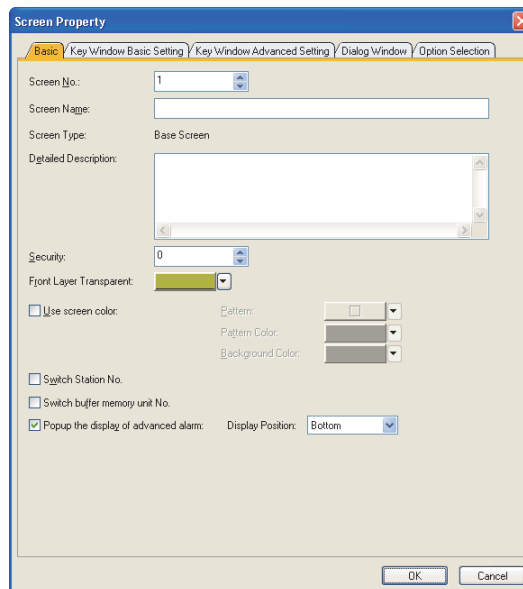 Screen Property
Basic Key Window Basic Setting Key Window Advanced Setting Dialog Window Option Selection
Screen No.: 1
Screen Name:
Screen Type: Base Screen
Detailed Description:
Security: 0
Front Layer Transparent:
Use screen color: Pattern:
Pattern Color:
Background Color:
Switch Station No.
Switch buffer memory unit No.
Popup the display of advanced alarm: Display Position: Bottom
OK Cancel